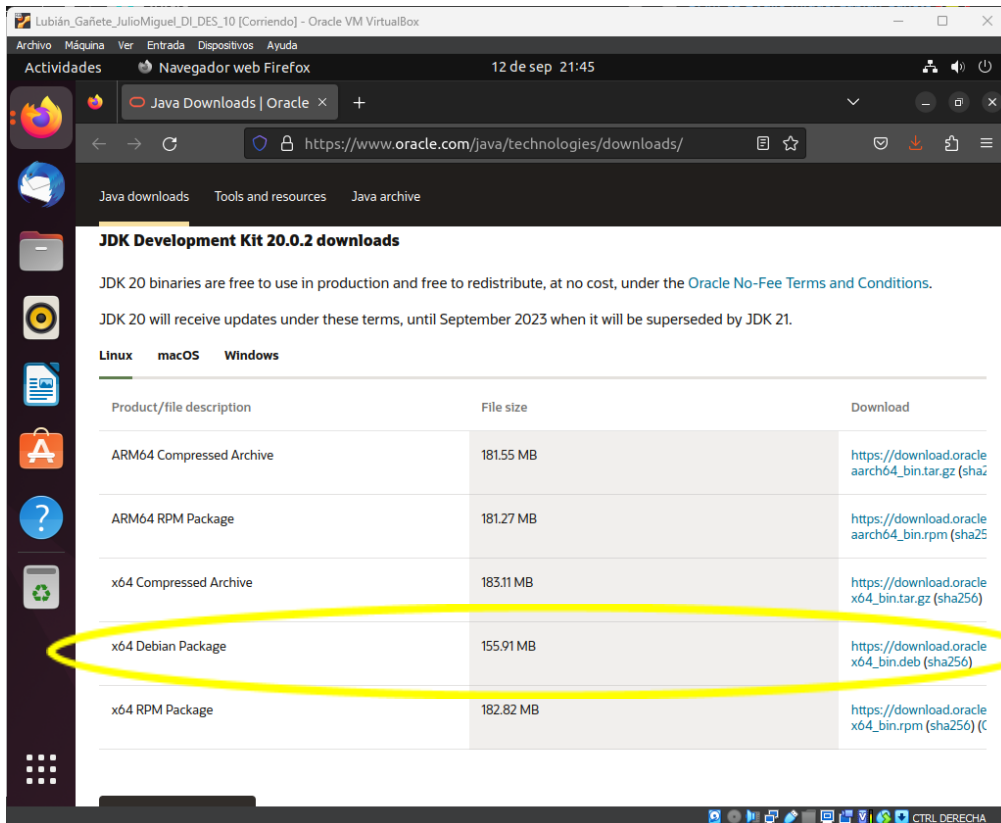 Lubián_Gañete_JulioMiguel_DI_DES_10 [Corriendo] - Oracle VM VirtualBox
Archivo Máquina Ver Entrada Dispositivos Ayuda
Actividades Navegador web Firefox 12 de sep 21:45
Java Downloads | Oracle
https://www.oracle.com/java/technologies/downloads/
Java downloads Tools and resources Java archive
JDK Development Kit 20.0.2 downloads
JDK 20 binaries are free to use in production and free to redistribute, at no cost, under the Oracle No-Fee Terms and Conditions.
JDK 20 will receive updates under these terms, until September 2023 when it will be superseded by JDK 21.
Linux macOS Windows
Product/file description File size Download
ARM64 Compressed Archive 181.55 MB https://download.oracle
aarch64_bin.tar.gz (sha2
ARM64 RPM Package 181.27 MB https://download.oracle
aarch64_bin.rpm (sha25
x64 Compressed Archive 183.11 MB https://download.oracle
x64_bin.tar.gz (sha256)
x64 Debian Package 155.91 MB https://download.oracle
x64_bin.deb (sha256)
x64 RPM Package 182.82 MB https://download.oracle
x64_bin.rpm (sha256) (
CTRL DERECHA